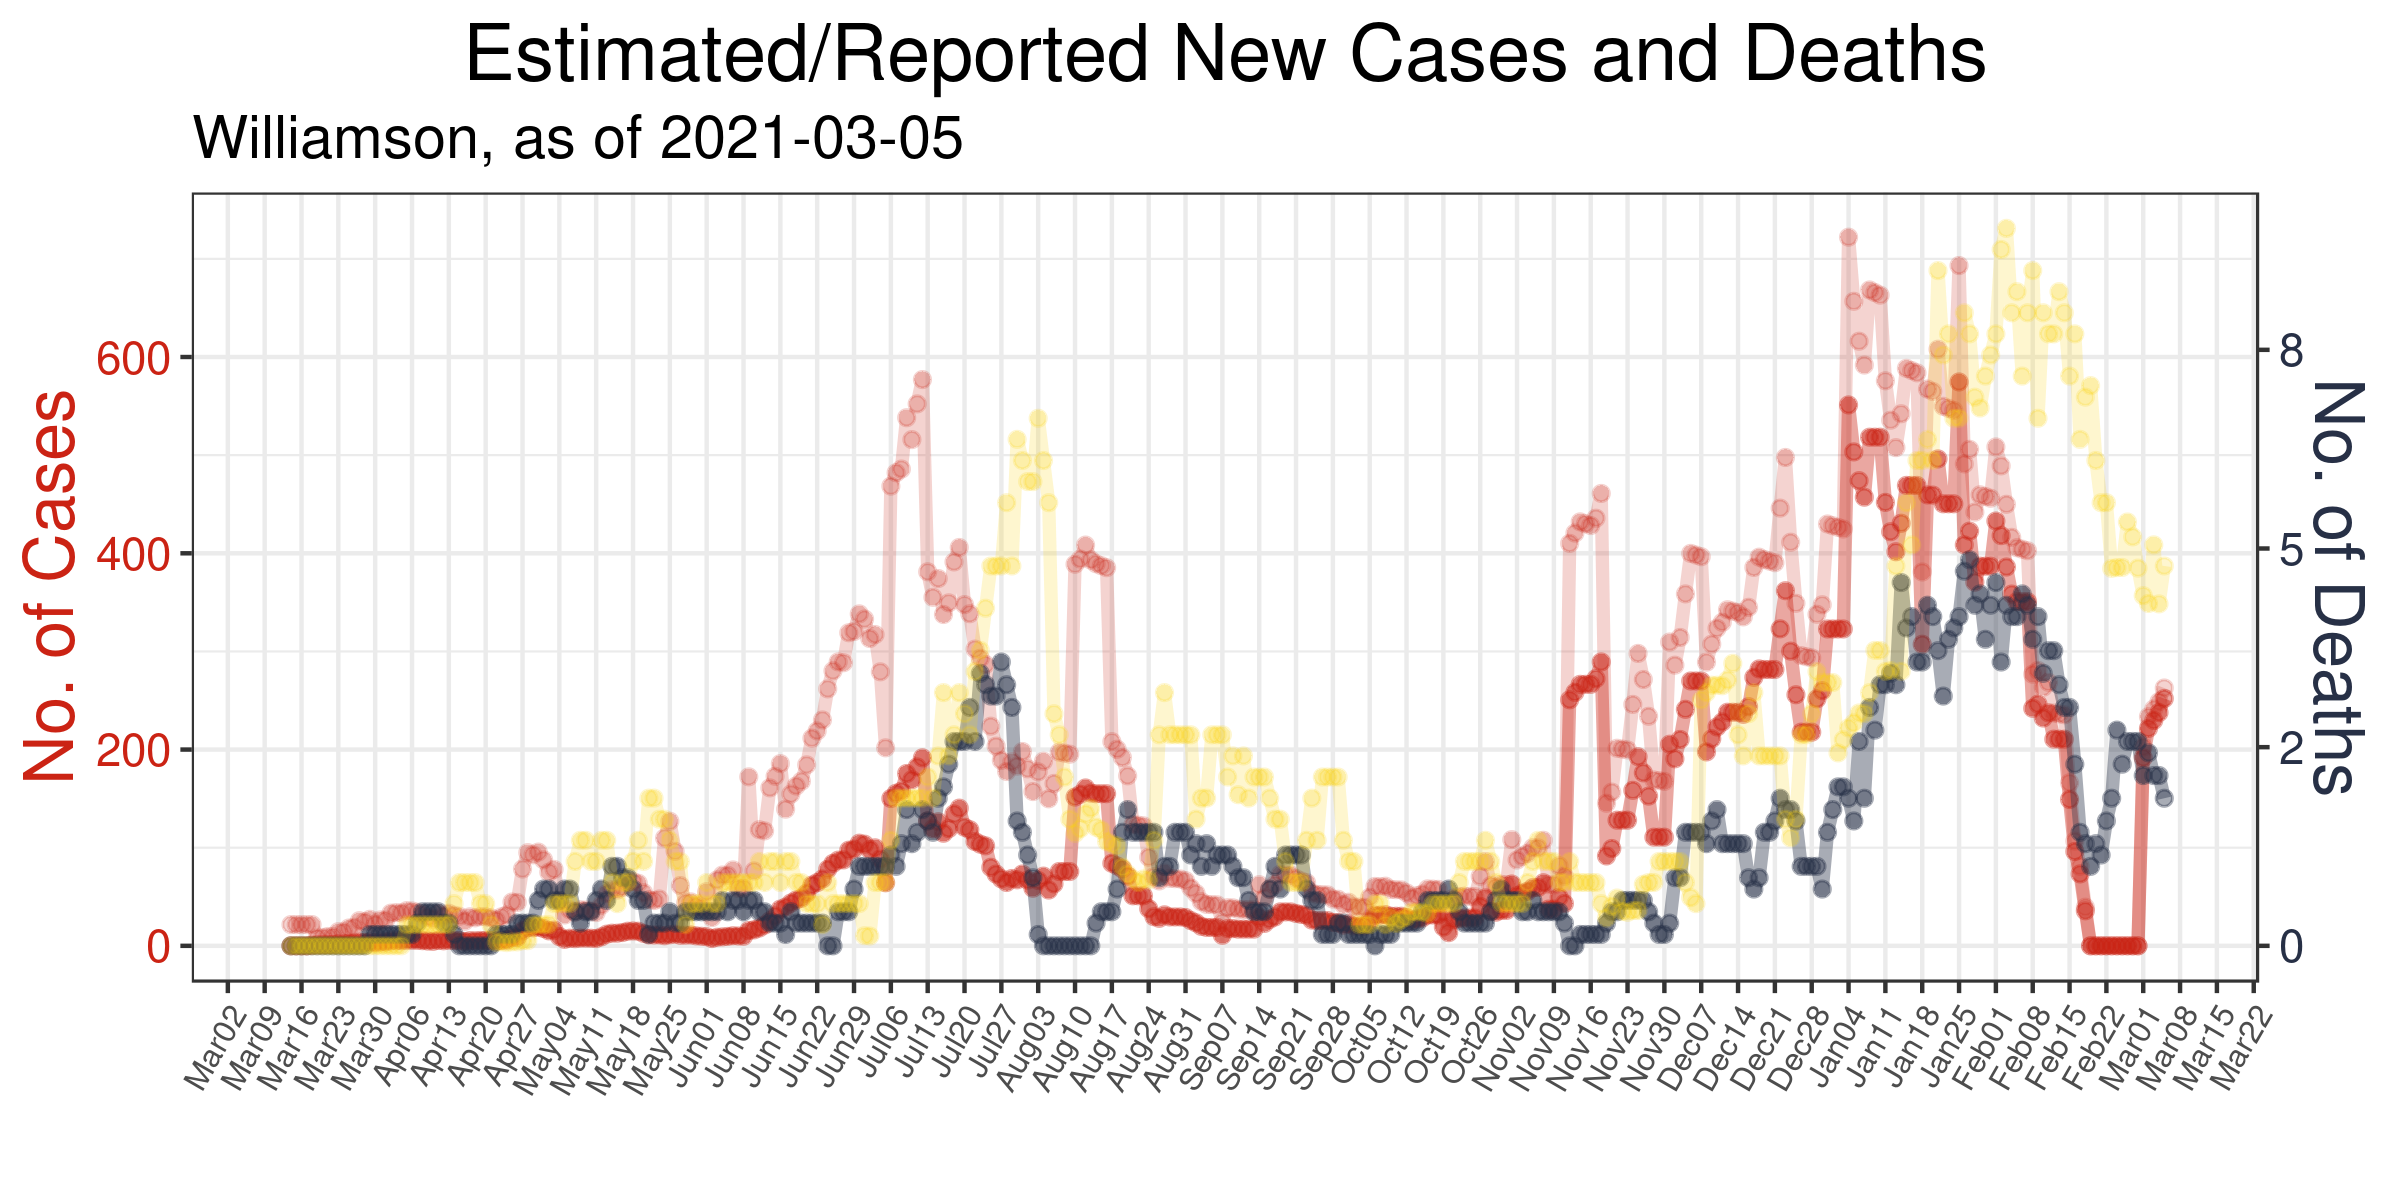 Estimated/Reported New Cases and Deaths
Williamson, as of 2021-03-05
No. of Cases
600
400
200
0
8
5
2
0
No. of Deaths
Mar02 Mar09 Mar16 Mar23 Mar30 Apr06 Apr13 Apr20 Apr27 May04 May11 May18 May25 Jun01 Jun08 Jun15 Jun22 Jun29 Jul06 Jul13 Jul20 Jul27 Aug03 Aug10 Aug17 Aug24 Aug31 Sep07 Sep14 Sep21 Sep28 Oct05 Oct12 Oct19 Oct26 Nov02 Nov09 Nov16 Nov23 Nov30 Dec07 Dec14 Dec21 Dec28 Jan04 Jan11 Jan18 Jan25 Feb01 Feb08 Feb15 Feb22 Mar01 Mar08 Mar15 Mar22